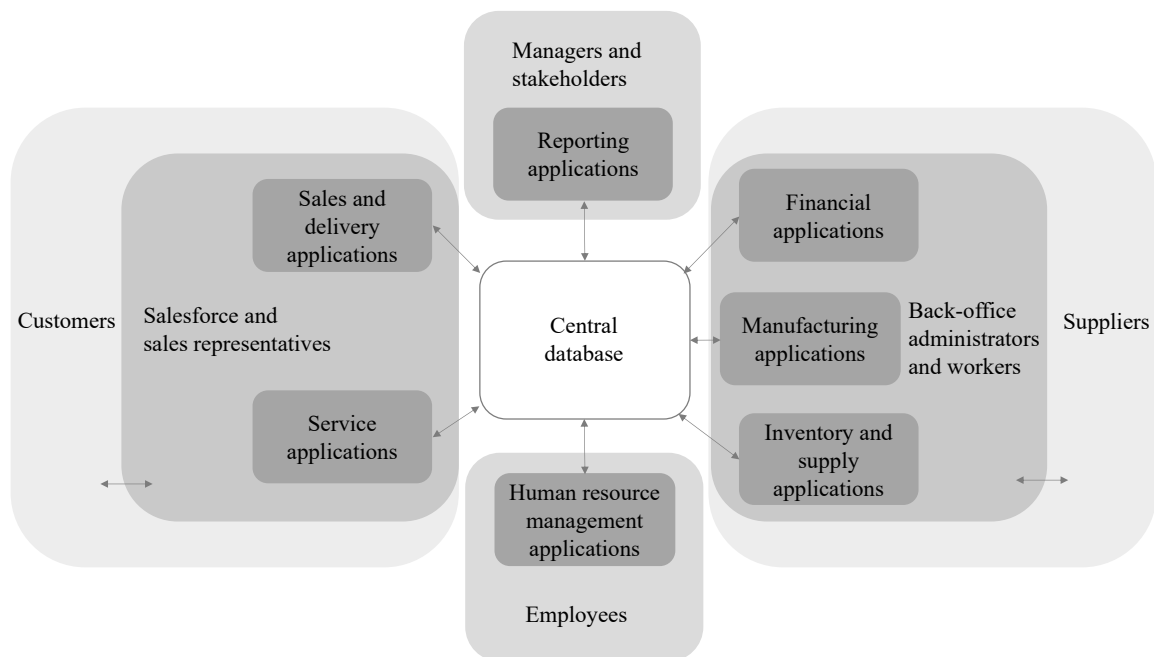 Managers and
stakeholders
Reporting
applications
Sales and
delivery
applications
Financial
applications
Customers
Salesforce and
sales representatives
Central
database
Manufacturing
applications
Back-office
administrators
and workers
Suppliers
Service
applications
Inventory and
supply
applications
Human resource
management
applications
Employees